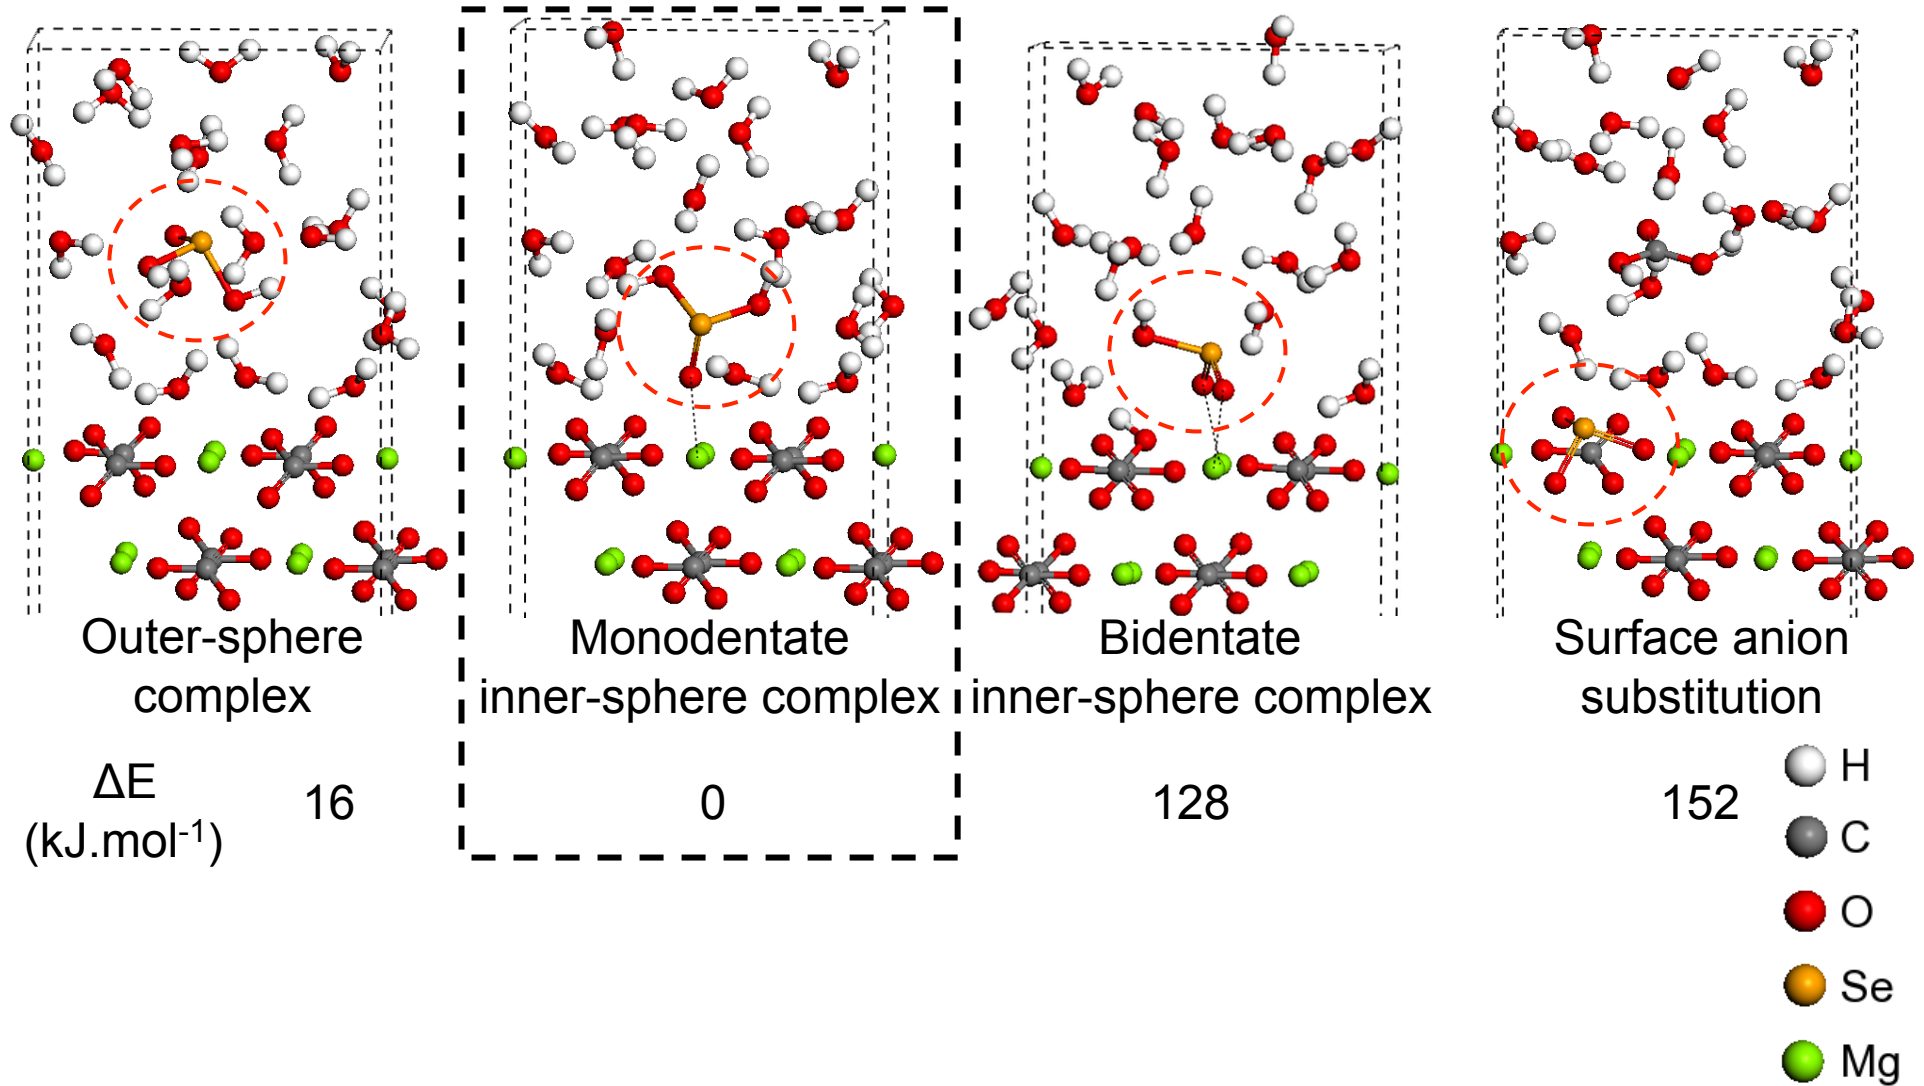 Outer-sphere
complex
Monodentate
inner-sphere complex
Bidentate
inner-sphere complex
Surface anion
substitution
ΔE
(kJ.mol⁻¹)
16
0
128
152
H
C
O
Se
Mg